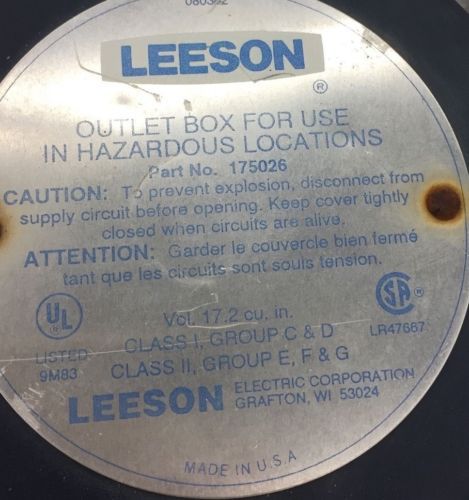 LEESON
®
OUTLET BOX FOR USE
IN HAZARDOUS LOCATIONS
Part No. 175026
CAUTION: To prevent explosion, disconnect from
supply circuit before opening. Keep cover tightly
closed when circuits are alive.
ATTENTION: Garder le couvercle bien fermé
tant que les circuits sont souls tension.
UL ®
LISTED
9M83
Vol. 17.2 cu. in.
CLASS I, GROUP C & D
CLASS II, GROUP E, F & G
SA ®
LR47667
LEESON ELECTRIC CORPORATION
GRAFTON, WI 53024
MADE IN U.S.A